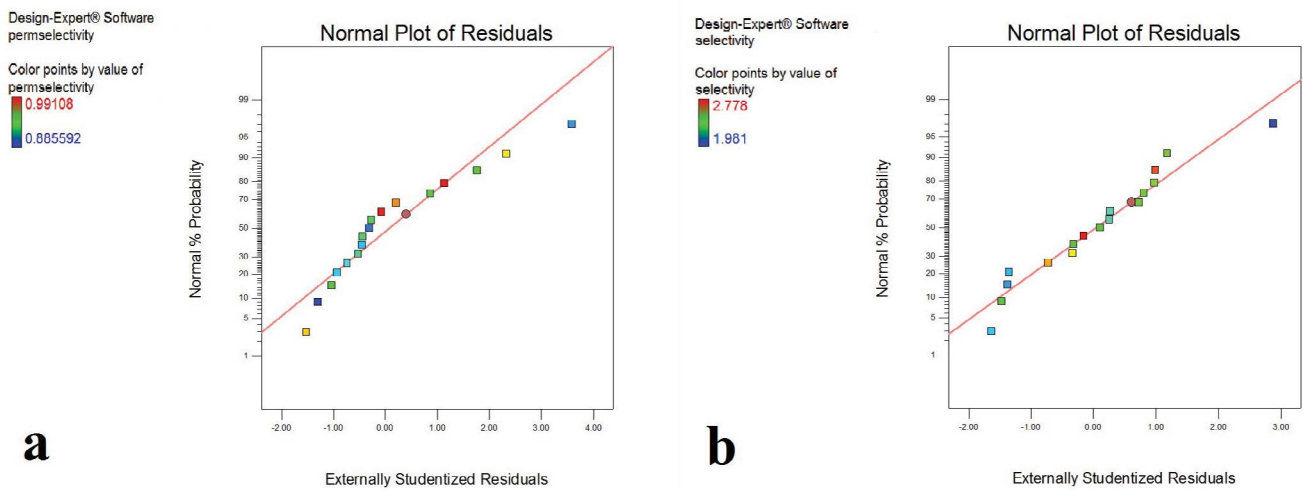 Design-Expert® Software
permselectivity
Color points by value of
permselectivity
0.99108
0.885592
Normal Plot of Residuals
Normal % Probability
99
95
90
80
70
50
30
20
10
5
1
-2.00 -1.00 0.00 1.00 2.00 3.00 4.00
Externally Studentized Residuals
a
Design-Expert® Software
selectivity
Color points by value of
selectivity
2.778
1.981
Normal Plot of Residuals
Normal % Probability
99
95
90
80
70
50
30
20
10
5
1
-2.00 -1.00 0.00 1.00 2.00 3.00
Externally Studentized Residuals
b